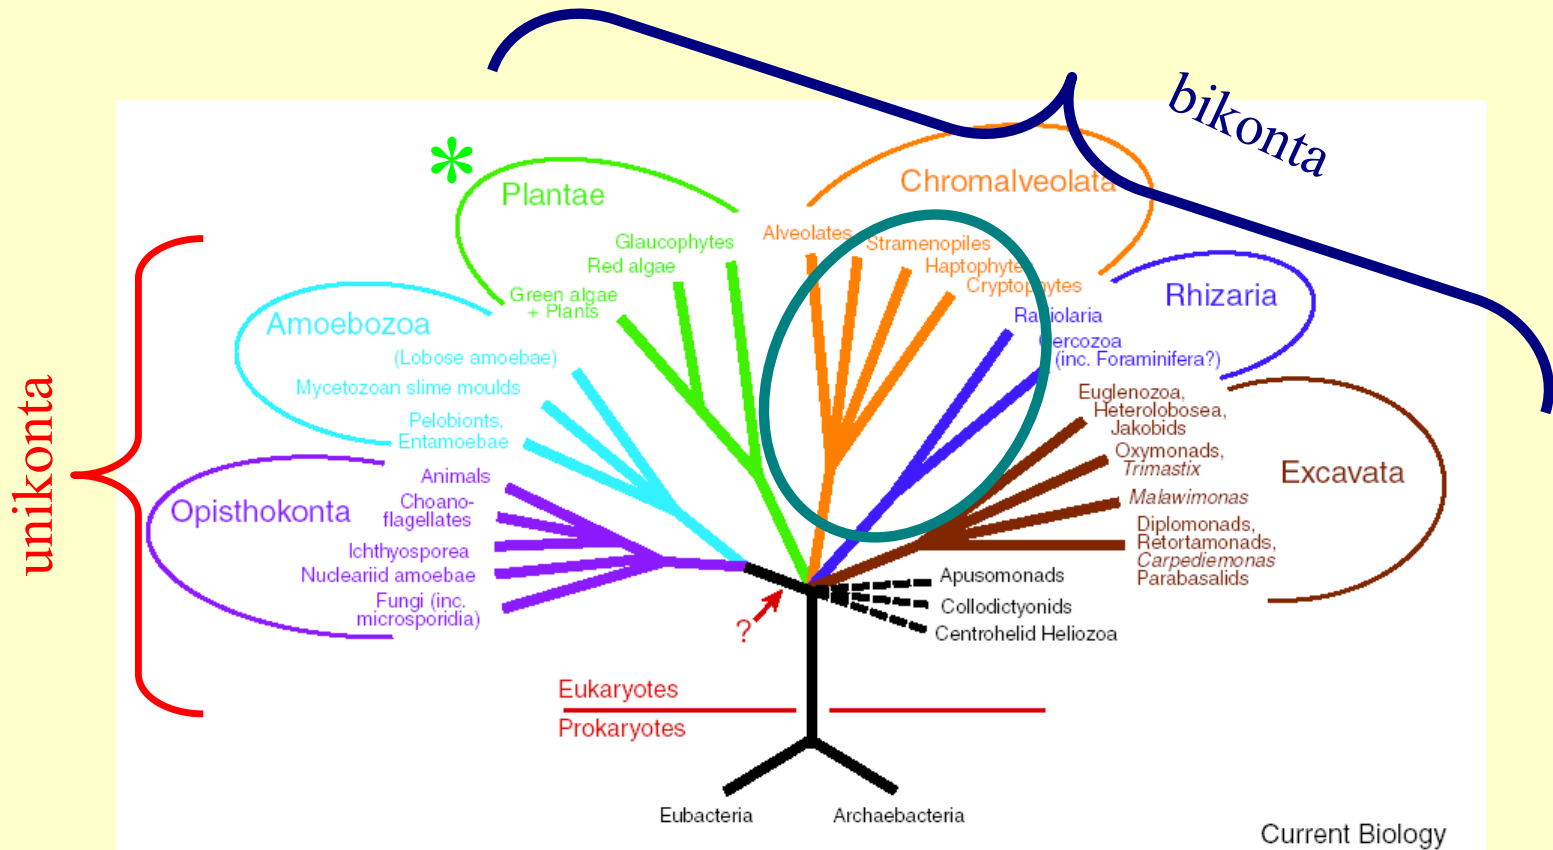 bikonta
*
Plantae
Chromalveolata
Glaucophytes
Red algae
Green algae
+ Plants
Alveolates
Stramenopiles
Haptophytes
Cryptophytes
Rhizaria
Radiolaria
Cercozoa
(inc. Foraminifera?)
Amoebozoa
(Lobose amoebae)
Mycetozoan slime moulds
Pelobionts,
Entamoebae
unikonta
Opisthokonta
Animals
Choano-
flagellates
Ichthyosporea
Nucleariid amoebae
Fungi (inc.
microsporidia)
Euglenozoa,
Heterolobosea,
Jakobids
Oxymonads,
Trimastix
Malawimonas
Diplomonads,
Retortamonads,
Carpediemonas
Parabasalids
Excavata
Apusomonads
Collodictyonids
Centrohelid Heliozoa
?
Eukaryotes
Prokaryotes
Eubacteria
Archaebacteria
Current Biology